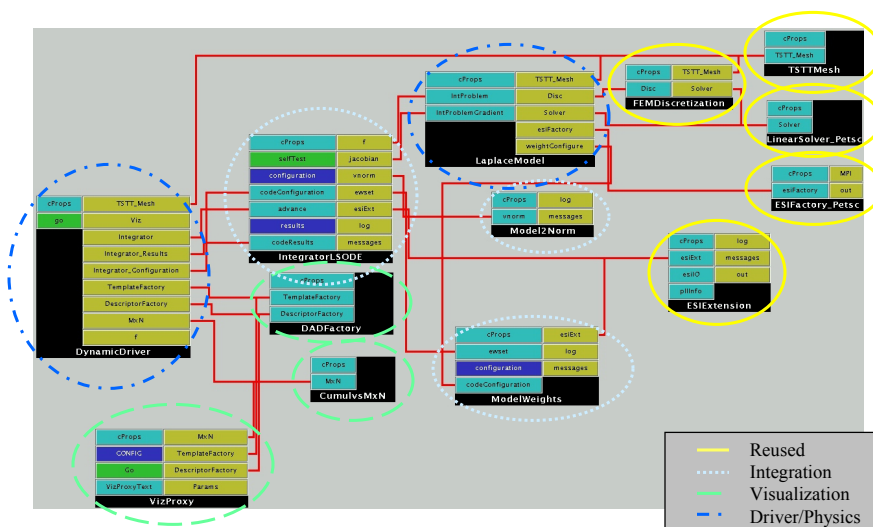 cProps
TSTT_Mesh
TSTTMesh
cProps TSTT_Mesh
Disc Solver
FEMDiscretization
cProps TSTT_Mesh
IntProblem Disc
IntProblemGradient Solver
esiFactory
weightConfigure
LaplaceModel
cProps
Solver
LinearSolver_Petsc
cProps MPI
esiFactory out
ESIFactory_Petsc
cProps f
selfTest jacobian
configuration vnorm
codeConfiguration ewset
advance esiExt
results log
codeResults messages
IntegratorLSODE
cProps log
vnorm messages
Model2Norm
cProps TSTT_Mesh
go Viz
Integrator
Integrator_Results
Integrator_Configuration
TemplateFactory
DescriptorFactory
MxN
f
DynamicDriver
cProps log
esiExt messages
esiIO out
pllInfo
ESIExtension
cProps
TemplateFactory
DescriptorFactory
DADFactory
cProps esiExt
ewset log
configuration messages
codeConfiguration
ModelWeights
cProps
MxN
CumulvsMxN
cProps MxN
CONFIG TemplateFactory
Go DescriptorFactory
VizProxyText Params
VizProxy
Reused
Integration
Visualization
Driver/Physics